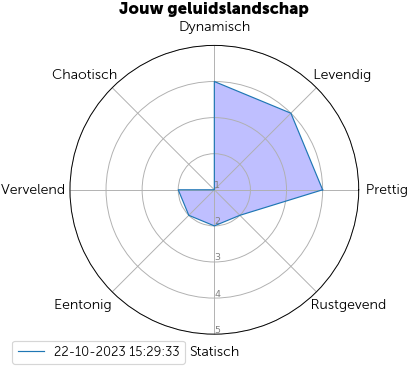 Jouw geluidslandschap
Dynamisch
Chaotisch
Levendig
Vervelend
1
Prettig
2
3
4
Eentonig
Rustgevend
5
22-10-2023 15:29:33
Statisch